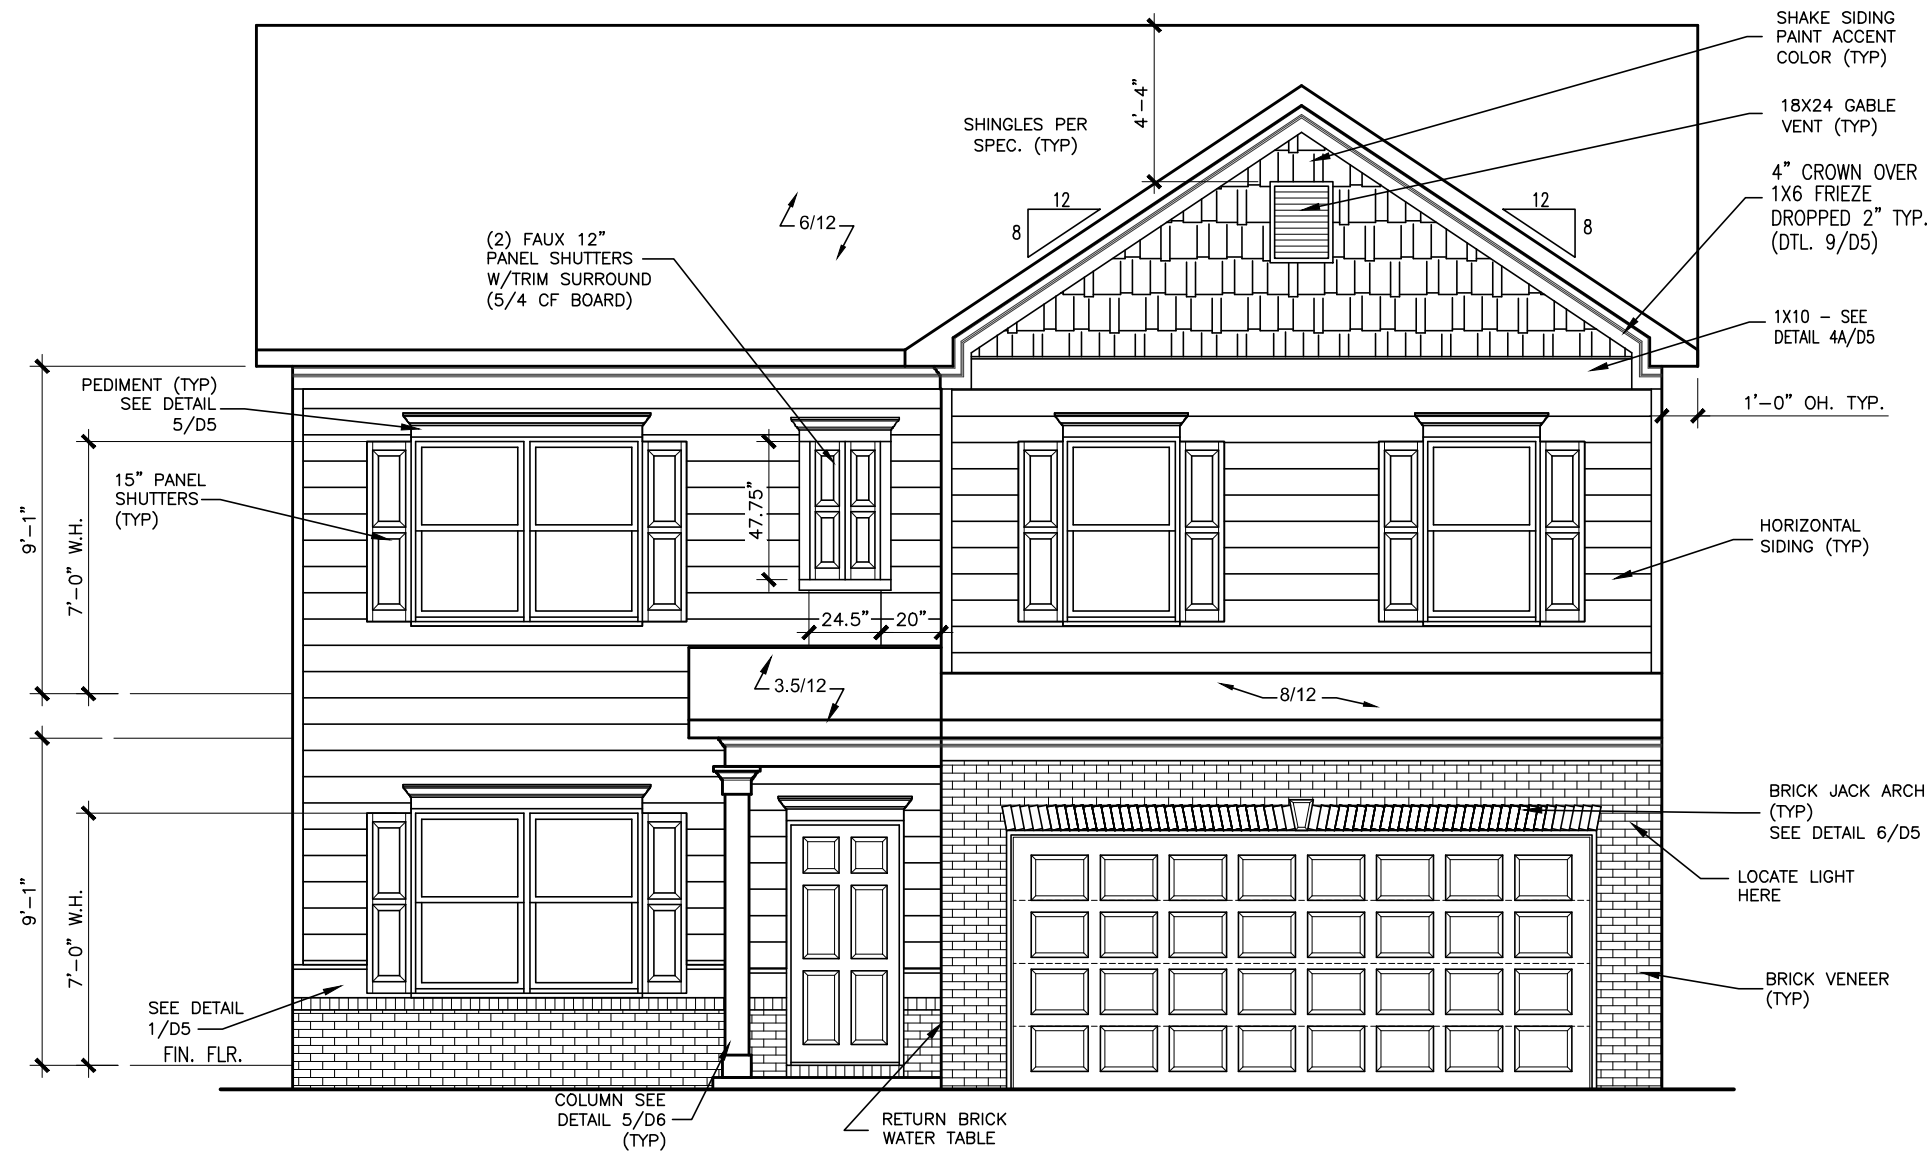 SHAKE SIDING
PAINT ACCENT
COLOR (TYP)
4'-4"
18X24 GABLE
VENT (TYP)
SHINGLES PER
SPEC. (TYP)
4" CROWN OVER
1X6 FRIEZE
DROPPED 2" TYP.
(DTL. 9/D5)
12
8
12
8
6/12
(2) FAUX 12"
PANEL SHUTTERS
W/TRIM SURROUND
(5/4 CF BOARD)
1X10 - SEE
DETAIL 4A/D5
PEDIMENT (TYP)
SEE DETAIL
5/D5
1'-0" OH. TYP.
15" PANEL
SHUTTERS
(TYP)
9'-1"
7'-0" W.H.
47.75"
HORIZONTAL
SIDING (TYP)
24.5"
20"
3.5/12
8/12
BRICK JACK ARCH
(TYP)
SEE DETAIL 6/D5
LOCATE LIGHT
HERE
9'-1"
7'-0" W.H.
BRICK VENEER
(TYP)
SEE DETAIL
1/D5
FIN. FLR.
COLUMN SEE
DETAIL 5/D6
(TYP)
RETURN BRICK
WATER TABLE